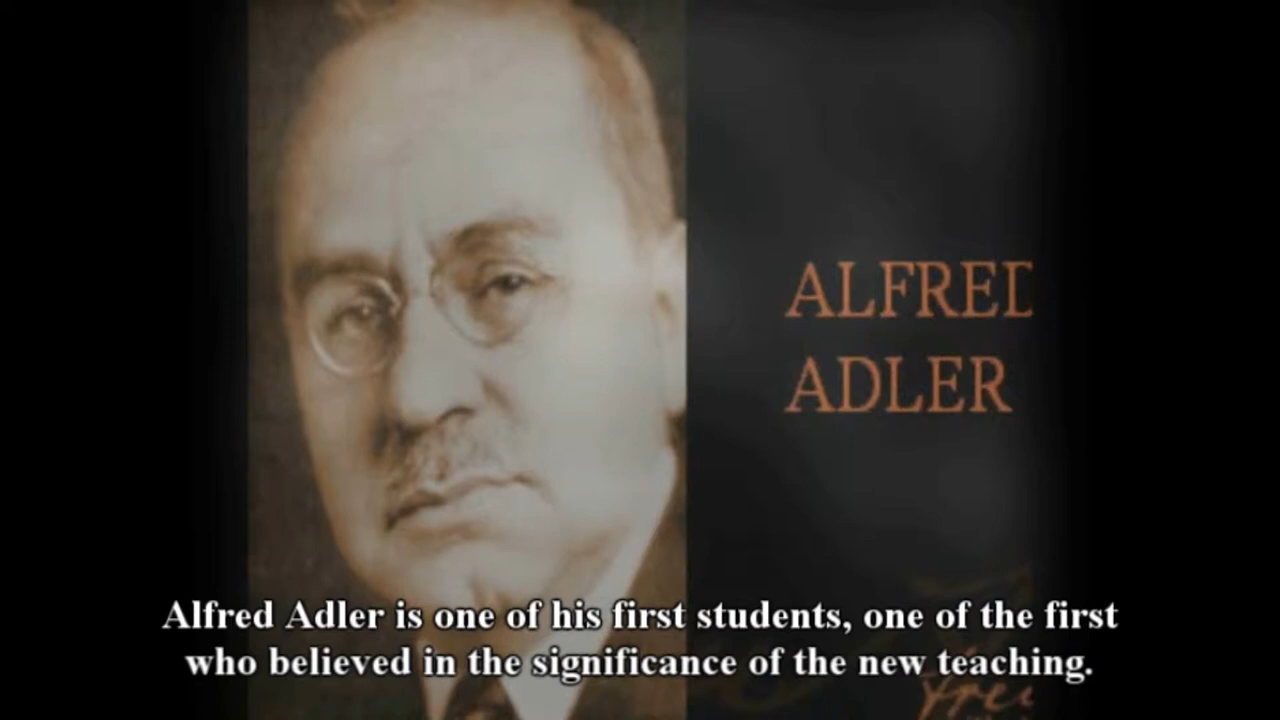 ALFRED
ADLER
Alfred Adler is one of his first students, one of the first
who believed in the significance of the new teaching.